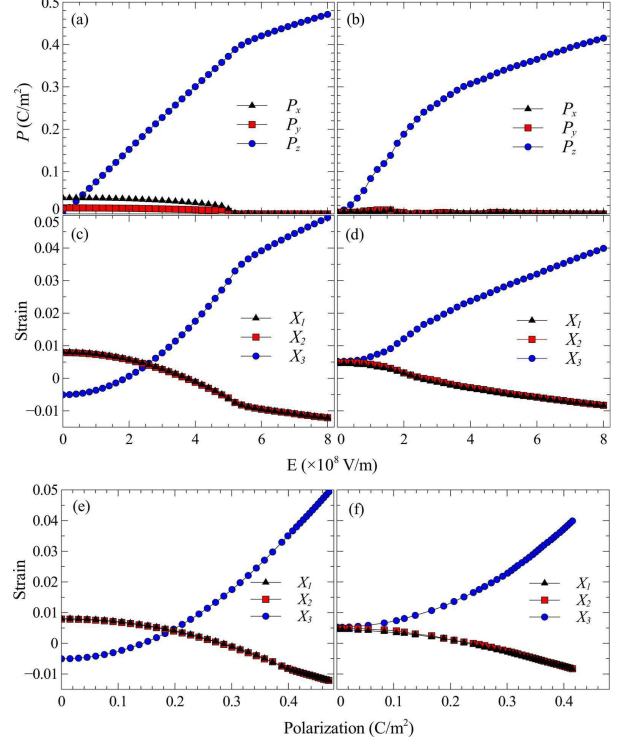 (a)
(b)
0.5
0.4
0.3
0.2
0.1
0
P (C/m²)
Pₓ
P_y
P_z
Pₓ
P_y
P_z
(c)
(d)
0.05
0.04
0.03
0.02
0.01
0
−0.01
Strain
X₁
X₂
X₃
X₁
X₂
X₃
0 2 4 6 8 0 2 4 6 8
E (×10⁸ V/m)
(e)
(f)
0.05
0.04
0.03
0.02
0.01
0
−0.01
Strain
X₁
X₂
X₃
X₁
X₂
X₃
0 0.1 0.2 0.3 0.4 0 0.1 0.2 0.3 0.4
Polarization (C/m²)